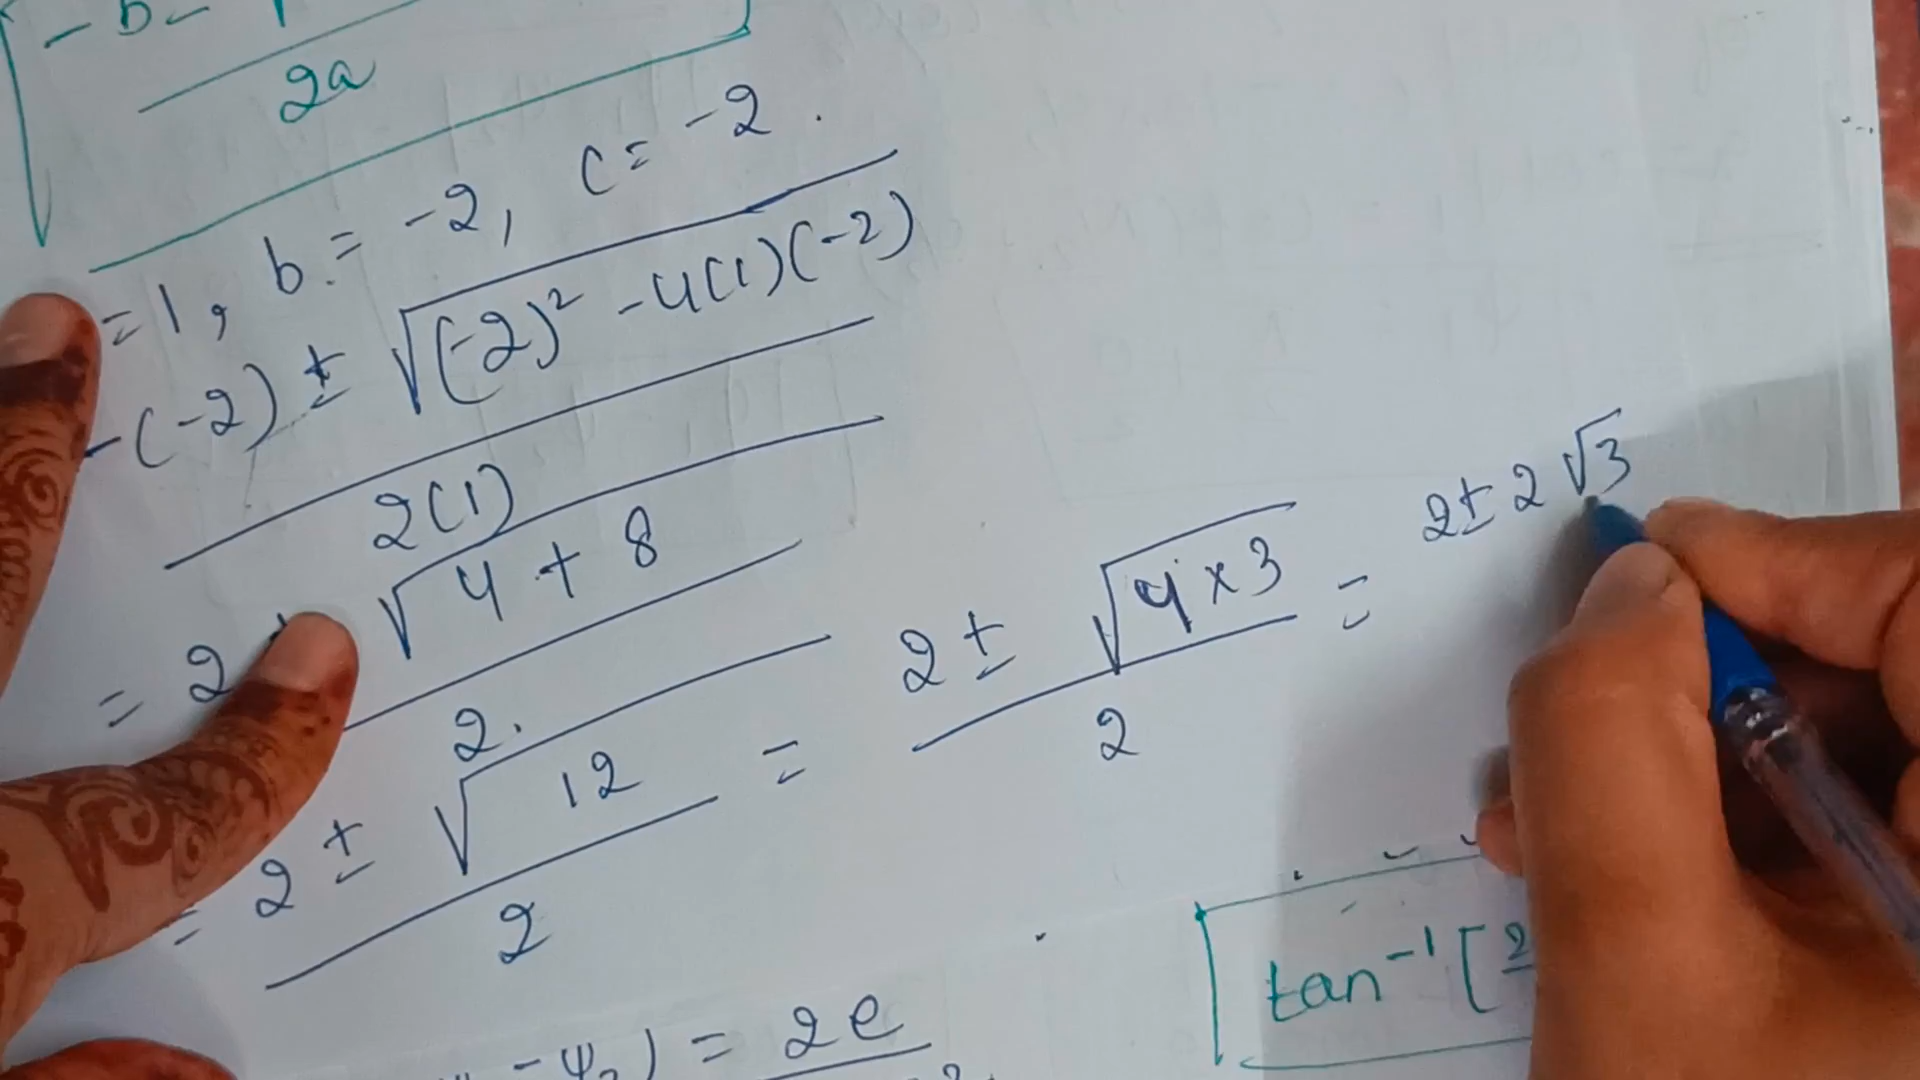 -b-
2a
=1, b = -2, c = -2.
-(-2) ± √(-2)² - 4(1)(-2)
2(1)
= 2 √4 + 8
2.
= 2 ± √12 = 2 ± √4×3 = 2 ± 2√3
2 2
tan⁻¹ [2
- ψ₂) = 2e